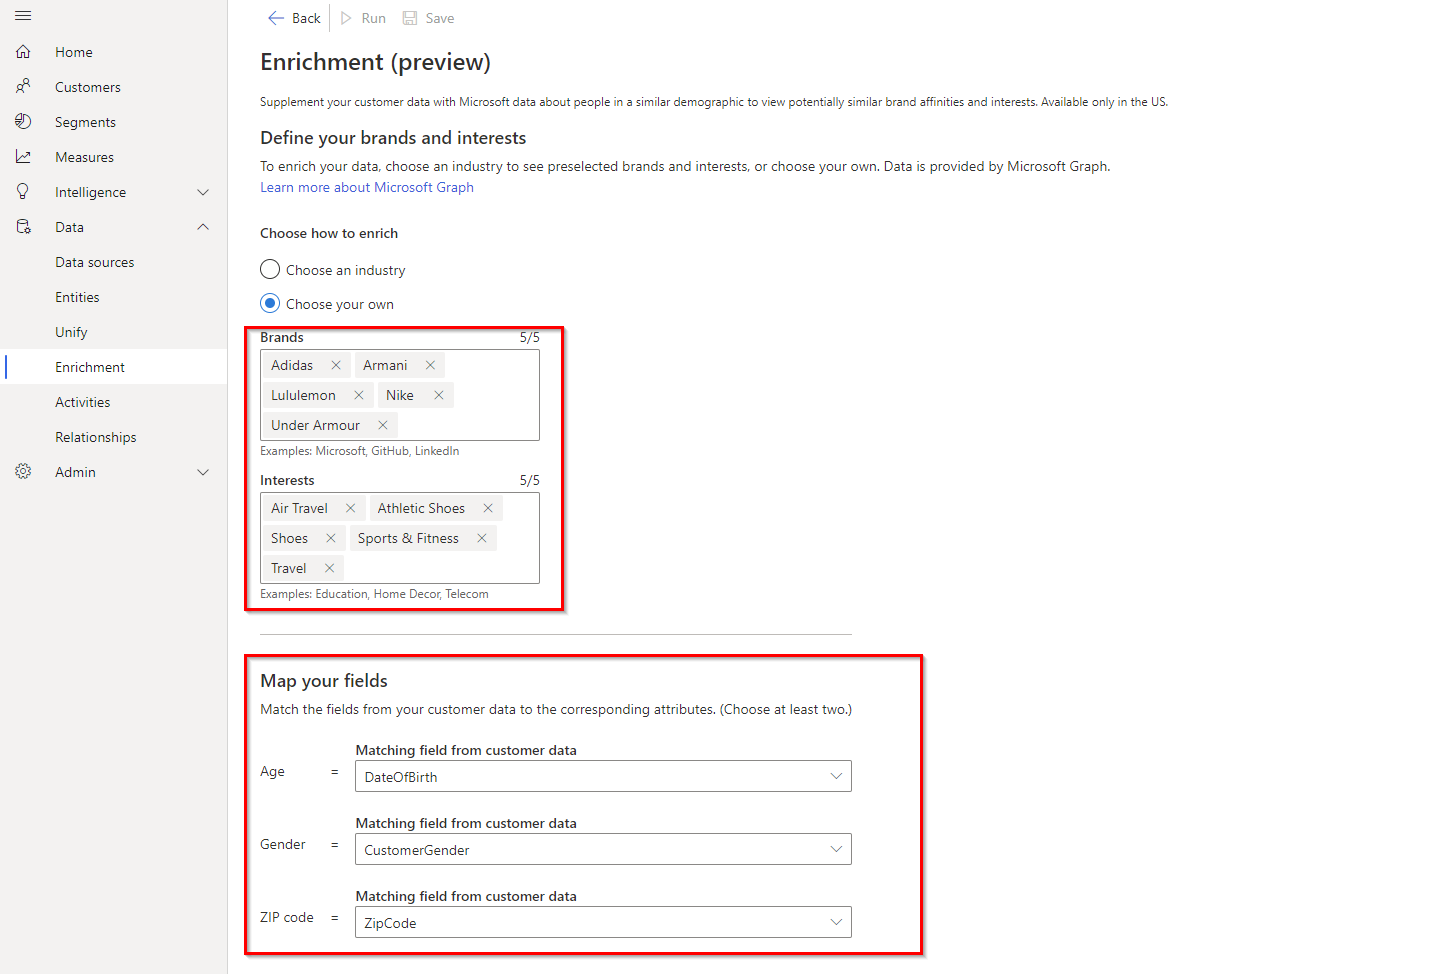 Back Run Save
Home
Customers
Segments
Measures
Intelligence
Data
Data sources
Entities
Unify
Enrichment
Activities
Relationships
Admin
Enrichment (preview)
Supplement your customer data with Microsoft data about people in a similar demographic to view potentially similar brand affinities and interests. Available only in the US.
Define your brands and interests
To enrich your data, choose an industry to see preselected brands and interests, or choose your own. Data is provided by Microsoft Graph.
Learn more about Microsoft Graph
Choose how to enrich
Choose an industry
Choose your own
Brands 5/5
Adidas Armani
Lululemon Nike
Under Armour
Examples: Microsoft, GitHub, LinkedIn
Interests 5/5
Air Travel Athletic Shoes
Shoes Sports & Fitness
Travel
Examples: Education, Home Decor, Telecom
Map your fields
Match the fields from your customer data to the corresponding attributes. (Choose at least two.)
Matching field from customer data
Age = DateOfBirth
Matching field from customer data
Gender = CustomerGender
Matching field from customer data
ZIP code = ZipCode